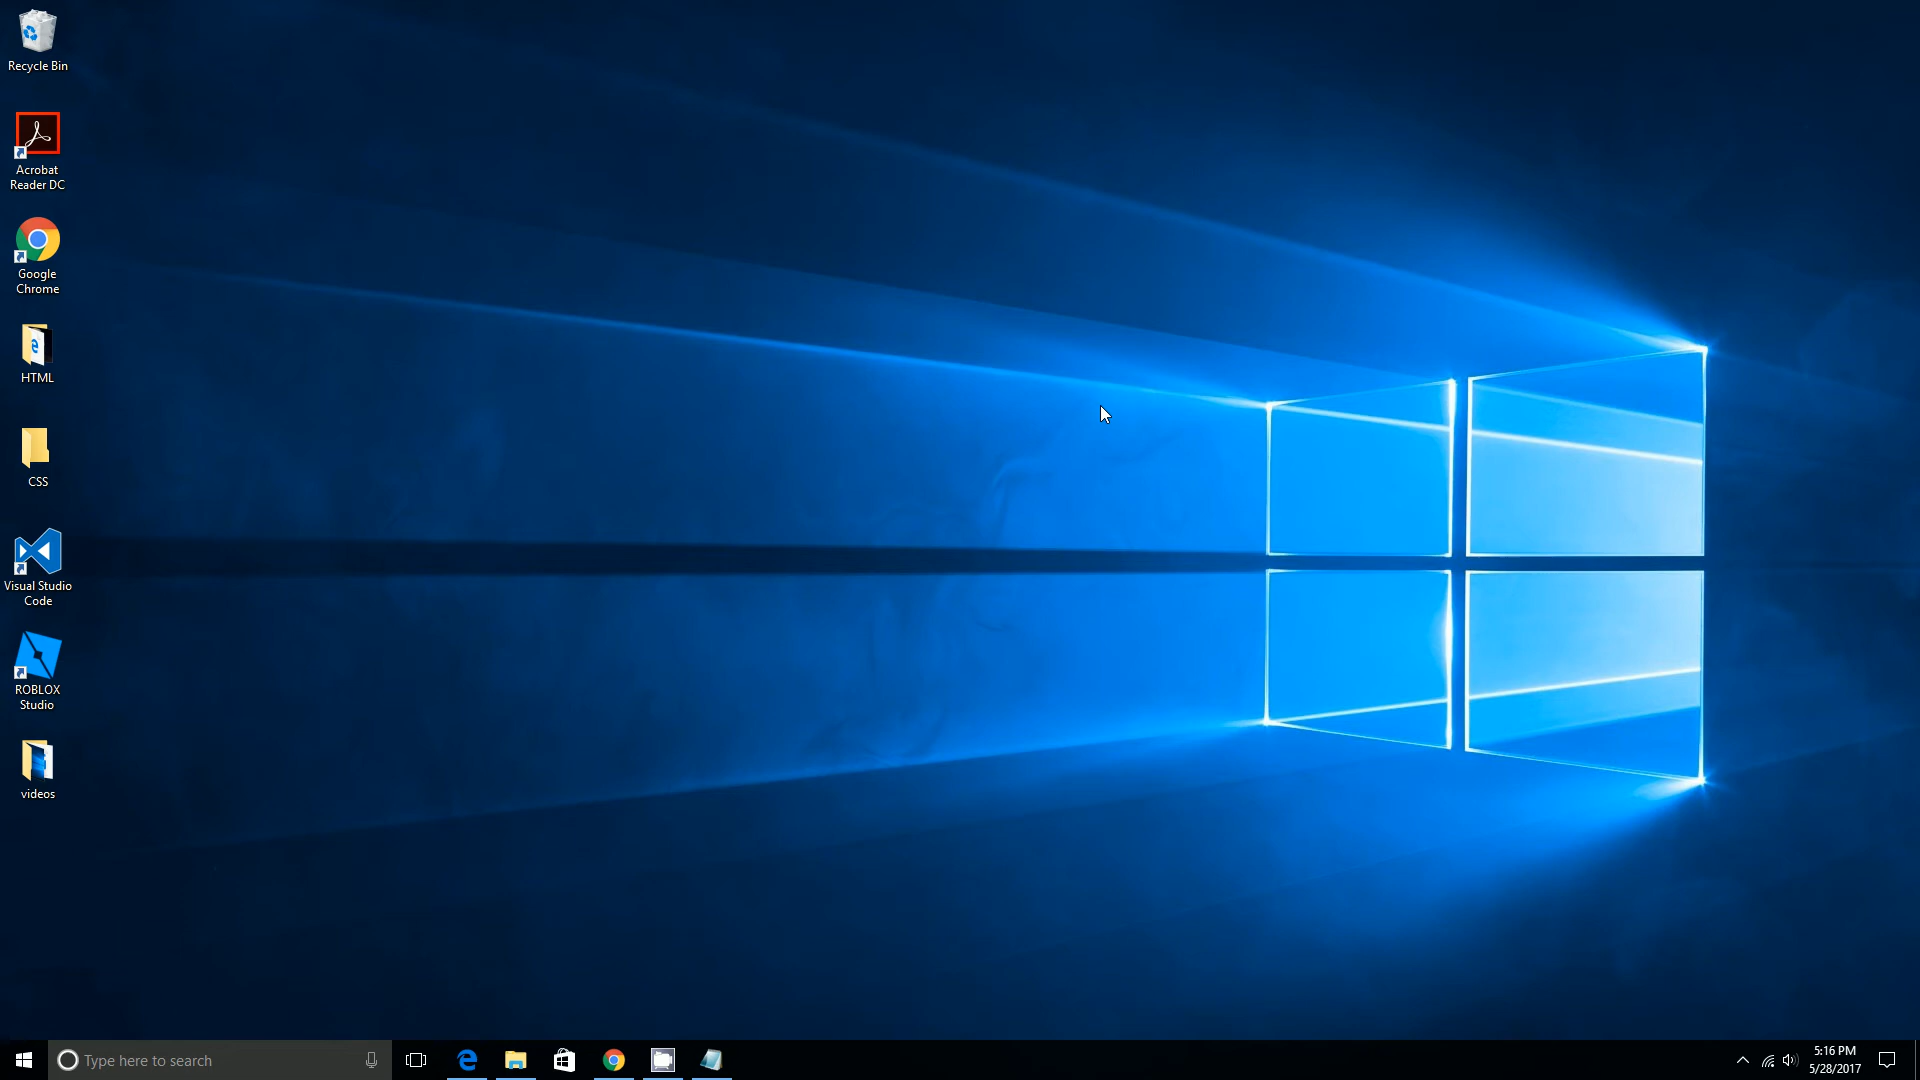 Recycle Bin
Acrobat
Reader DC
Google
Chrome
HTML
CSS
Visual Studio
Code
ROBLOX
Studio
videos
Type here to search
5:16 PM
5/28/2017